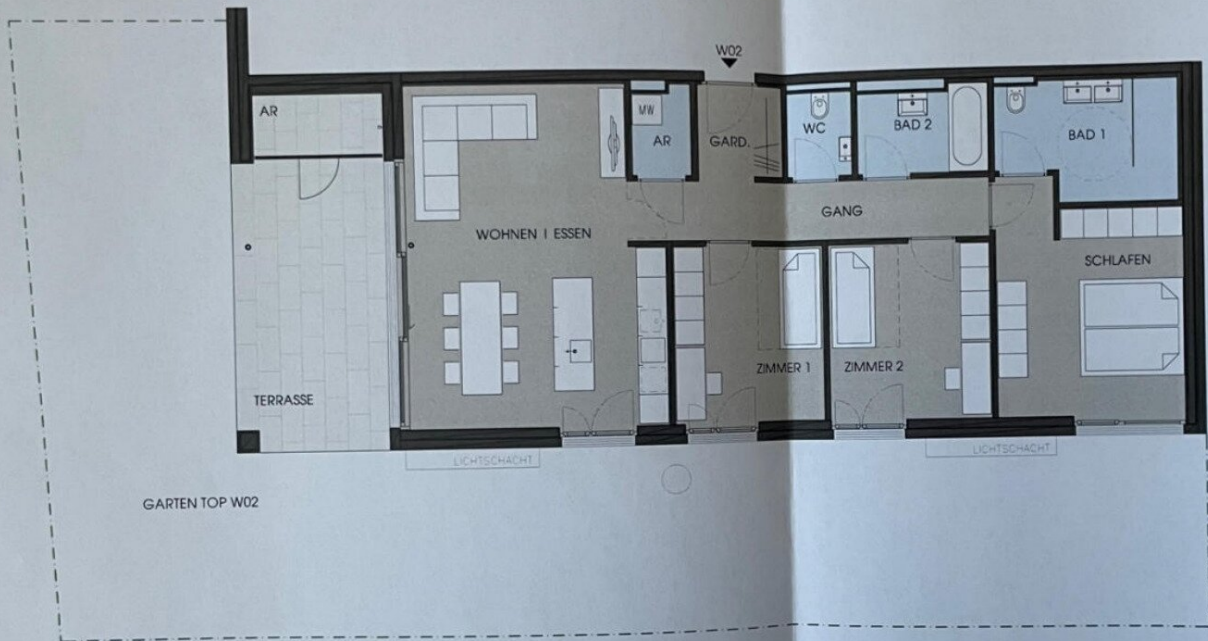 W02
AR
MW
AR
GARD.
WC
BAD 2
BAD 1
GANG
WOHNEN I ESSEN
SCHLAFEN
ZIMMER 1
ZIMMER 2
TERRASSE
LICHTSCHACHT
LICHTSCHACHT
GARTEN TOP W02